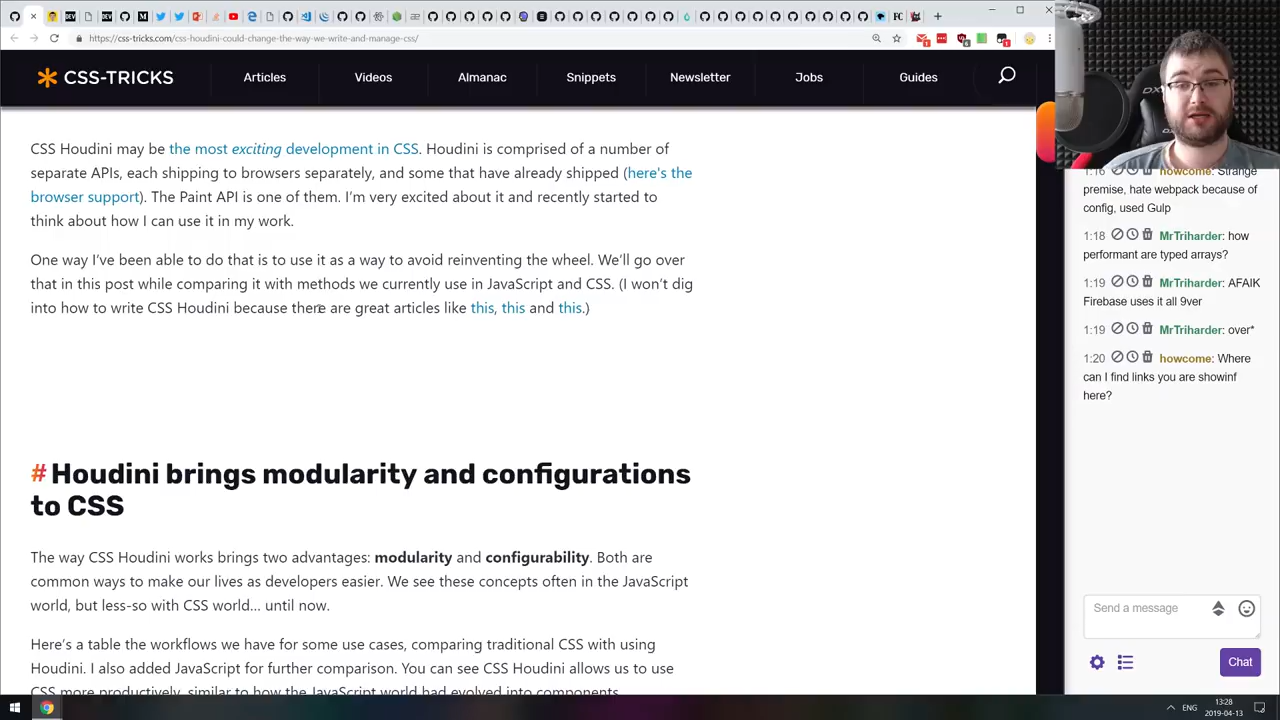 https://css-tricks.com/css-houdini-could-change-the-way-we-write-and-manage-css/
CSS-TRICKS
Articles
Videos
Almanac
Snippets
Newsletter
Jobs
Guides
CSS Houdini may be the most exciting development in CSS. Houdini is comprised of a number of
separate APIs, each shipping to browsers separately, and some that have already shipped (here's the
browser support). The Paint API is one of them. I'm very excited about it and recently started to
think about how I can use it in my work.
One way I've been able to do that is to use it as a way to avoid reinventing the wheel. We'll go over
that in this post while comparing it with methods we currently use in JavaScript and CSS. (I won't dig
into how to write CSS Houdini because there are great articles like this, this and this.)
# Houdini brings modularity and configurations
to CSS
The way CSS Houdini works brings two advantages: modularity and configurability. Both are
common ways to make our lives as developers easier. We see these concepts often in the JavaScript
world, but less-so with CSS world… until now.
Here's a table the workflows we have for some use cases, comparing traditional CSS with using
Houdini. I also added JavaScript for further comparison. You can see CSS Houdini allows us to use
CSS more productively, similar to how the JavaScript world had evolved into components.
1:16 howcome: Strange
premise, hate webpack because of
config, used Gulp
1:18 MrTriharder: how
performant are typed arrays?
1:19 MrTriharder: AFAIK
Firebase uses it all 9ver
1:19 MrTriharder: over*
1:20 howcome: Where
can I find links you are showinf
here?
Send a message
Chat
ENG
13:28
2019-04-13